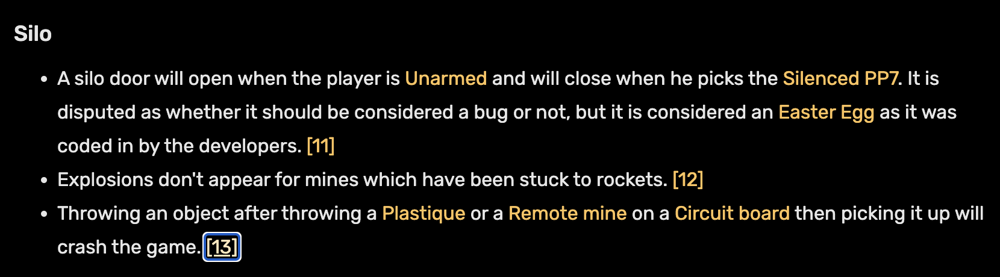 Silo
• A silo door will open when the player is Unarmed and will close when he picks the Silenced PP7. It is
disputed as whether it should be considered a bug or not, but it is considered an Easter Egg as it was
coded in by the developers. [11]
• Explosions don't appear for mines which have been stuck to rockets. [12]
• Throwing an object after throwing a Plastique or a Remote mine on a Circuit board then picking it up will
crash the game. [13]